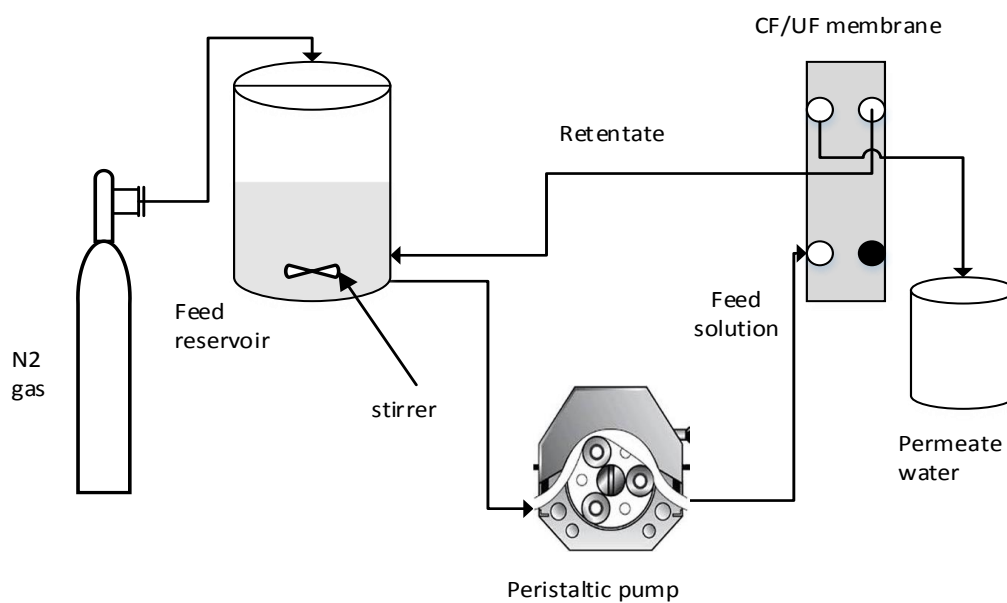 CF/UF membrane
Retentate
Feed
reservoir
Feed
solution
N2
gas
stirrer
Permeate
water
Peristaltic pump